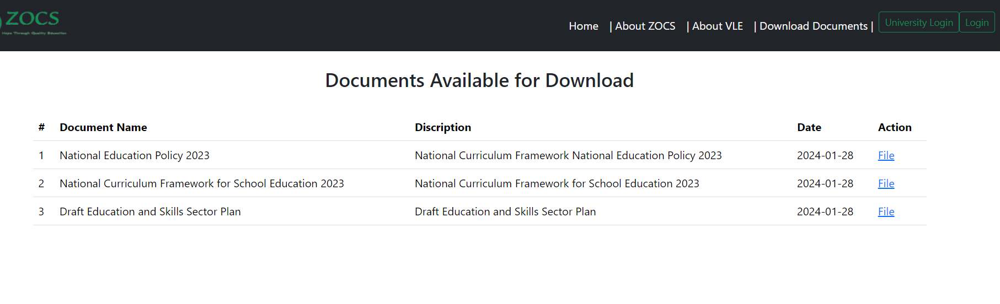 ZOCS
Hope Through Quality Education
Home | About ZOCS | About VLE | Download Documents | University Login Login
Documents Available for Download
# Document Name Discription Date Action
1 National Education Policy 2023 National Curriculum Framework National Education Policy 2023 2024-01-28 File
2 National Curriculum Framework for School Education 2023 National Curriculum Framework for School Education 2023 2024-01-28 File
3 Draft Education and Skills Sector Plan Draft Education and Skills Sector Plan 2024-01-28 File